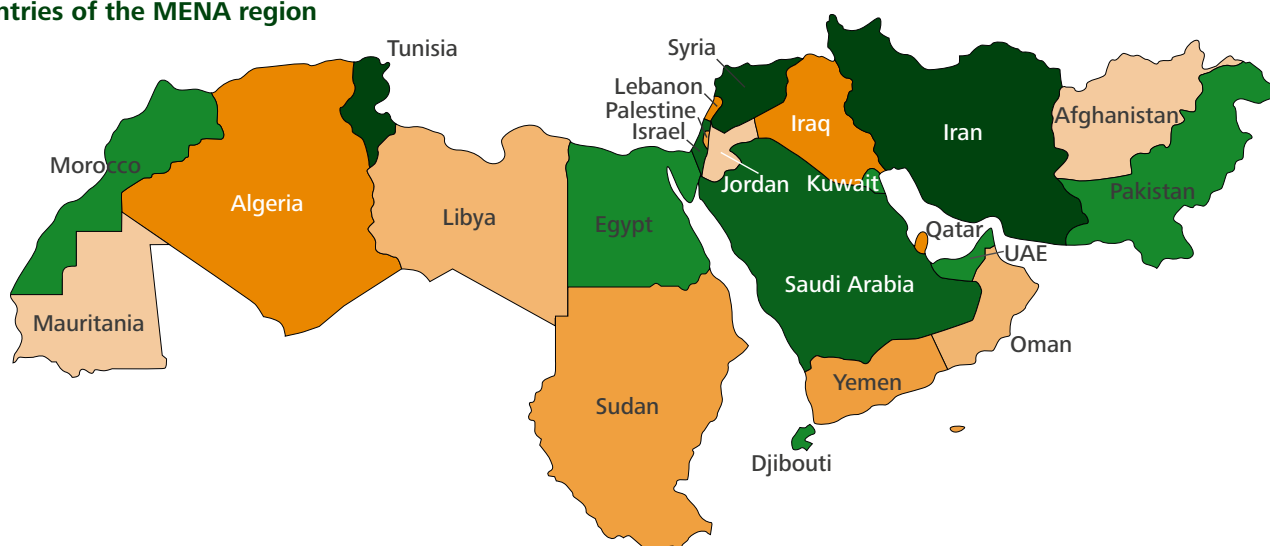 ntries of the MENA region
Tunisia
Syria
Lebanon
Palestine
Israel
Iraq
Iran
Afghanistan
Morocco
Jordan
Kuwait
Pakistan
Algeria
Libya
Egypt
Qatar
UAE
Saudi Arabia
Mauritania
Oman
Yemen
Sudan
Djibouti